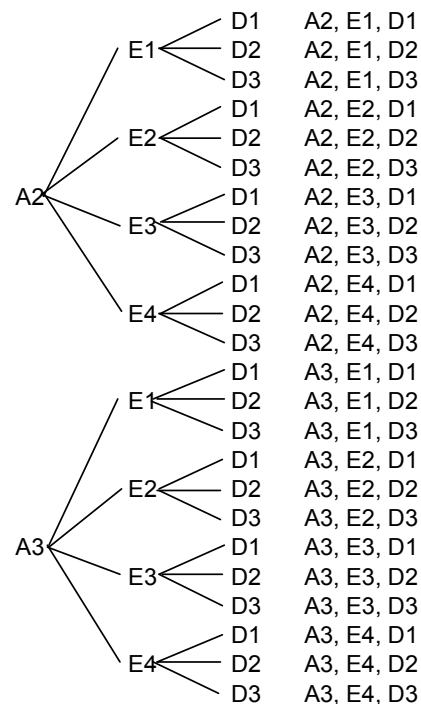 D1 A2, E1, D1
E1 D2 A2, E1, D2
D3 A2, E1, D3
D1 A2, E2, D1
E2 D2 A2, E2, D2
D3 A2, E2, D3
A2 D1 A2, E3, D1
E3 D2 A2, E3, D2
D3 A2, E3, D3
D1 A2, E4, D1
E4 D2 A2, E4, D2
D3 A2, E4, D3
D1 A3, E1, D1
E1 D2 A3, E1, D2
D3 A3, E1, D3
D1 A3, E2, D1
E2 D2 A3, E2, D2
D3 A3, E2, D3
A3 D1 A3, E3, D1
E3 D2 A3, E3, D2
D3 A3, E3, D3
D1 A3, E4, D1
E4 D2 A3, E4, D2
D3 A3, E4, D3